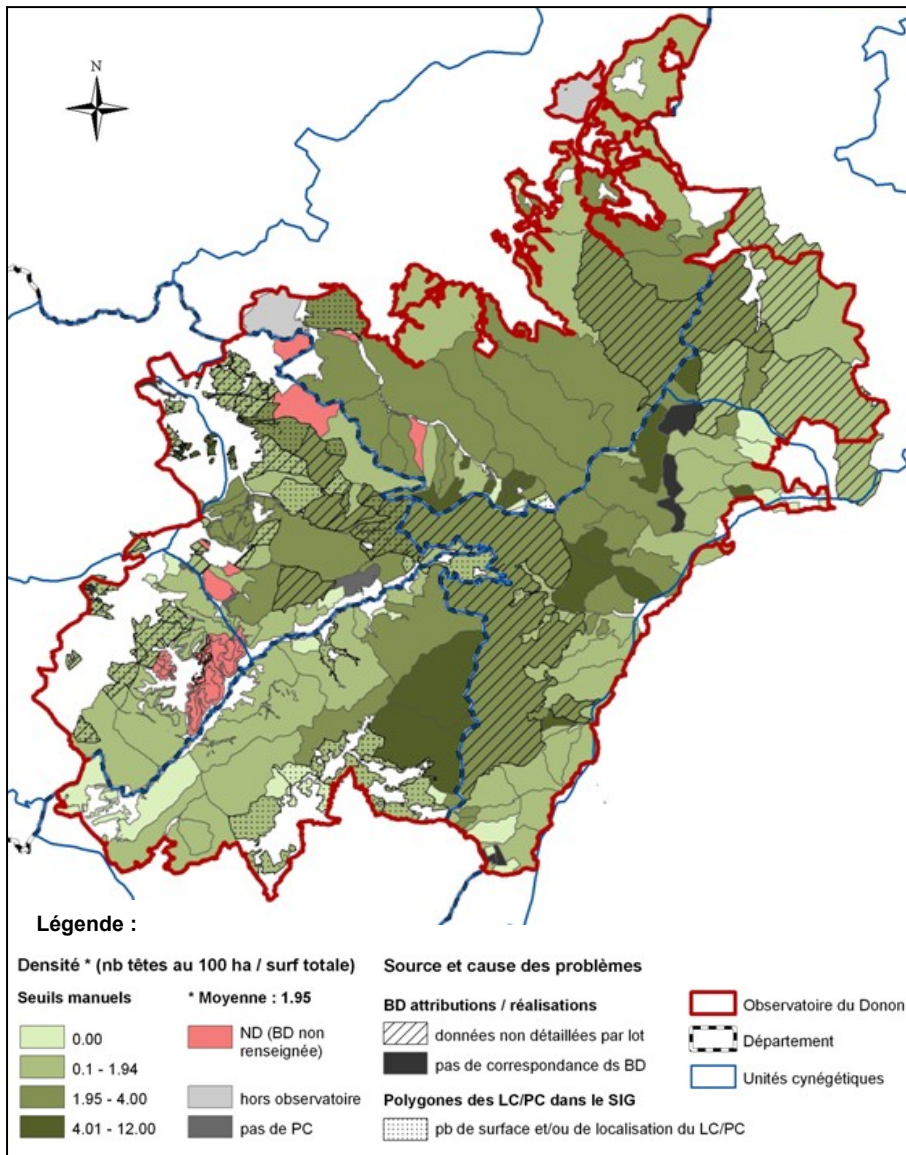 N
Légende :
Densité * (nb têtes au 100 ha / surf totale)
Seuils manuels
0.00
0.1 - 1.94
1.95 - 4.00
4.01 - 12.00
* Moyenne : 1.95
ND (BD non
renseignée)
hors observatoire
pas de PC
Source et cause des problèmes
BD attributions / réalisations
données non détaillées par lot
pas de correspondance ds BD
Polygones des LC/PC dans le SIG
pb de surface et/ou de localisation du LC/PC
Observatoire du Donon
Département
Unités cynégétiques